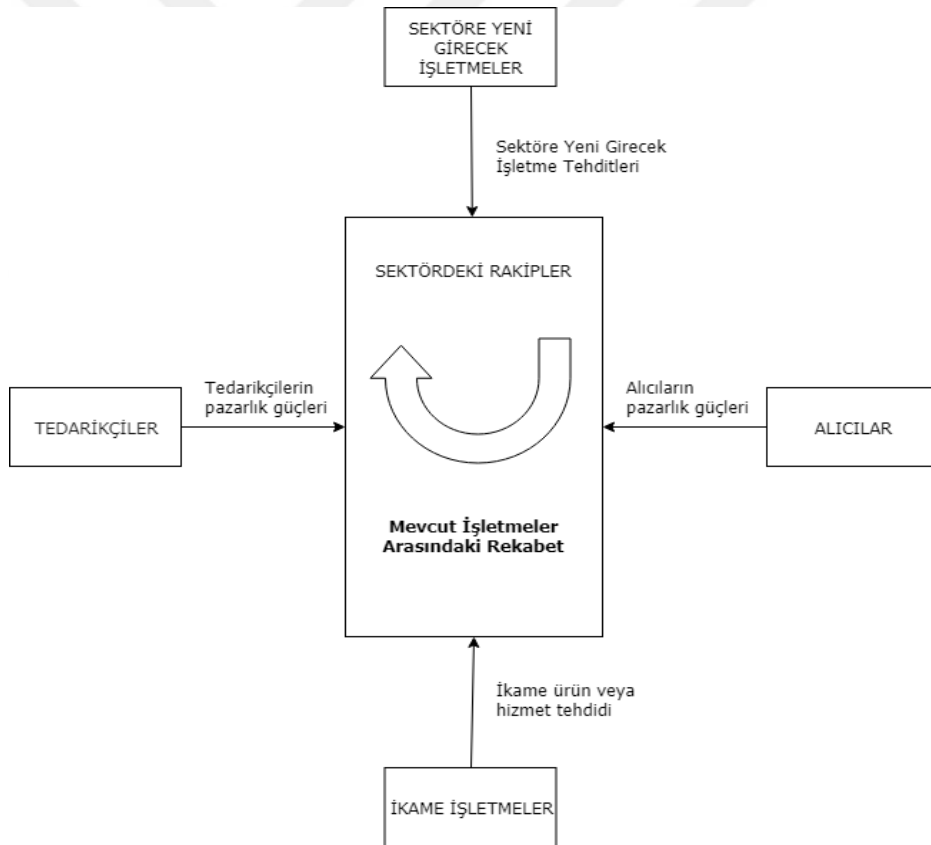 SEKTÖRE YENİ
GİRECEK
İŞLETMELER
Sektöre Yeni Girecek
İşletme Tehditleri
SEKTÖRDEKİ RAKİPLER
Tedarikçilerin
pazarlık güçleri
TEDARİKÇİLER
Alıcıların
pazarlık güçleri
ALICILAR
Mevcut İşletmeler
Arasındaki Rekabet
İkame ürün veya
hizmet tehdidi
İKAME İŞLETMELER